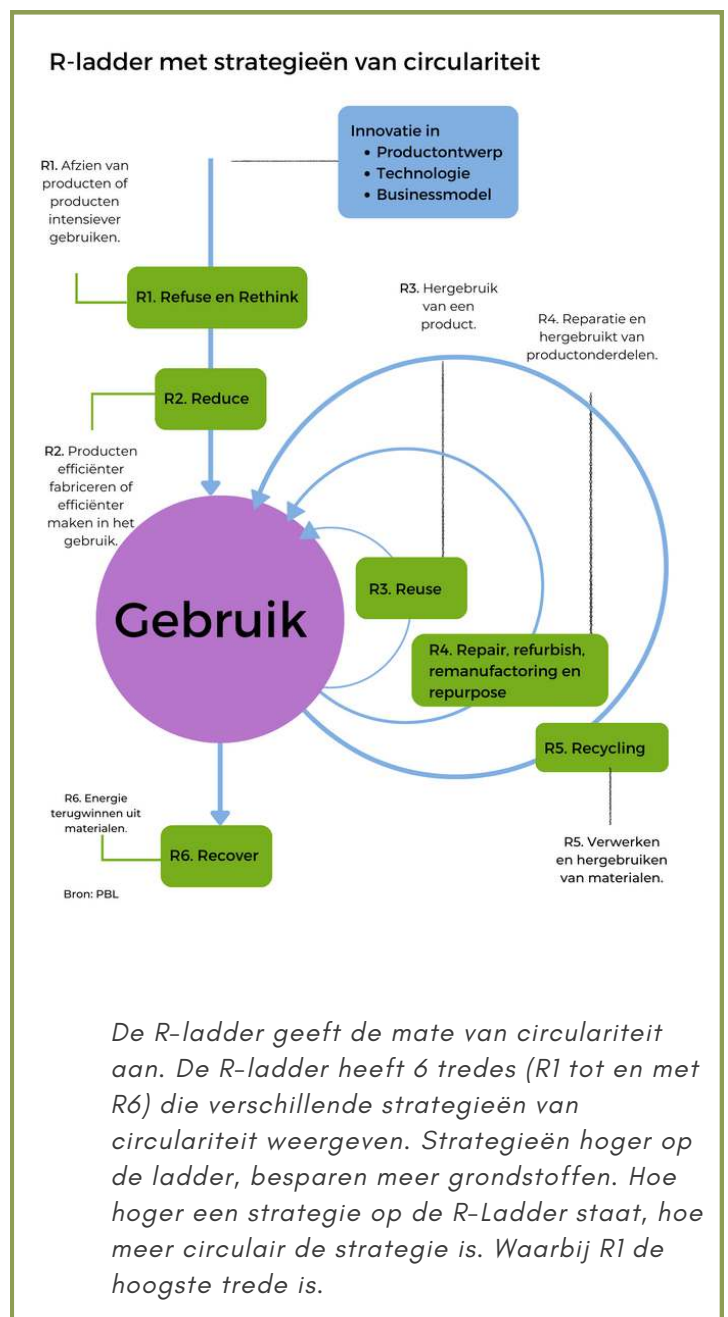 R-ladder met strategieën van circulariteit
Innovatie in
• Productontwerp
• Technologie
• Businessmodel
R1. Afzien van
producten of
producten
intensiever
gebruiken.
R1. Refuse en Rethink
R3. Hergebruik
van een
product.
R4. Reparatie en
hergebruikt van
productonderdelen.
R2. Reduce
R2. Producten
efficiënter
fabriceren of
efficiënter
maken in het
gebruik.
Gebruik
R3. Reuse
R4. Repair, refurbish,
remanufactoring en
repurpose
R5. Recycling
R6. Energie
terugwinnen uit
materialen.
R6. Recover
R5. Verwerken
en hergebruiken
van materialen.
Bron: PBL
De R-ladder geeft de mate van circulariteit
aan. De R-ladder heeft 6 tredes (R1 tot en met
R6) die verschillende strategieën van
circulariteit weergeven. Strategieën hoger op
de ladder, besparen meer grondstoffen. Hoe
hoger een strategie op de R-Ladder staat, hoe
meer circulair de strategie is. Waarbij R1 de
hoogste trede is.